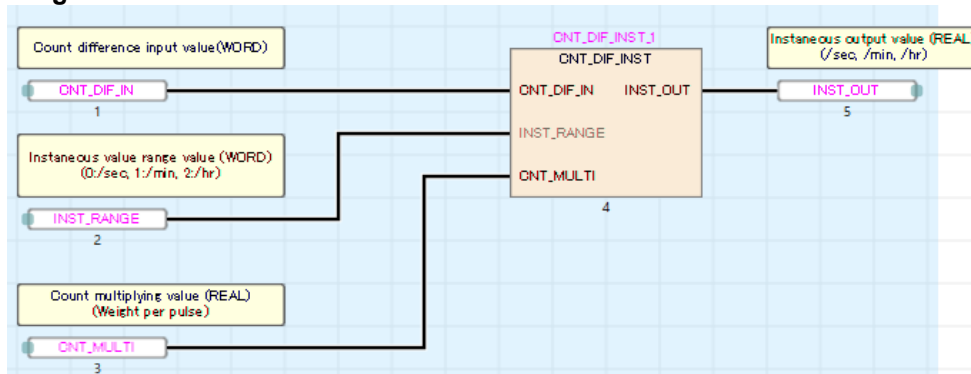 Count difference input value(WORD)
CNT_DIF_IN
1
Instaneous value range value (WORD)
(0:/sec, 1:/min, 2:/hr)
INST_RANGE
2
Count multiplying value (REAL)
(Weight per pulse)
CNT_MULTI
3
CNT_DIF_INST_1
CNT_DIF_INST
CNT_DIF_IN INST_OUT
INST_RANGE
CNT_MULTI
4
Instaneous output value (REAL
(/sec, /min, /hr)
INST_OUT
5